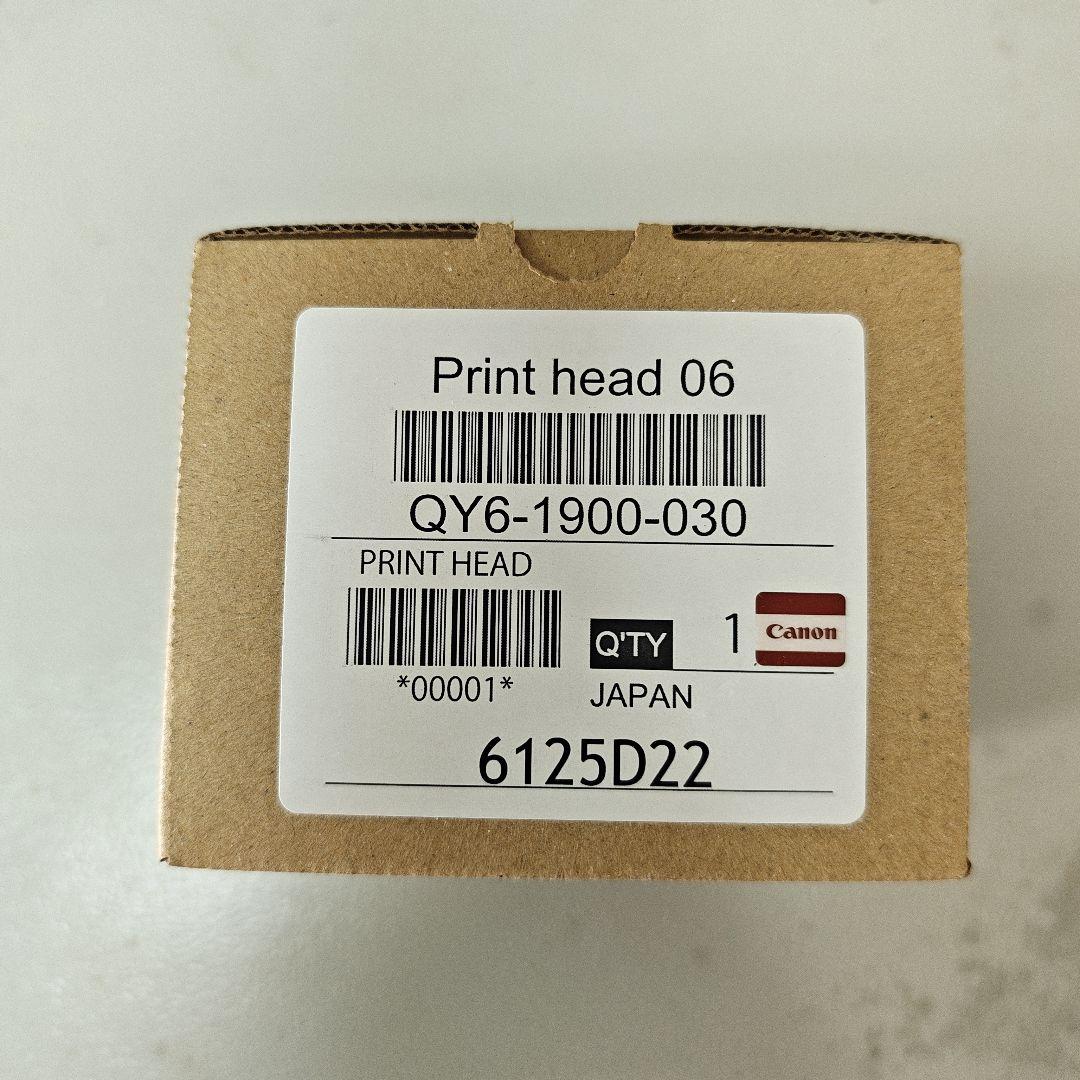 Print head 06
QY6-1900-030
PRINT HEAD
*00001*
Q'TY 1
Canon
JAPAN
6125D22